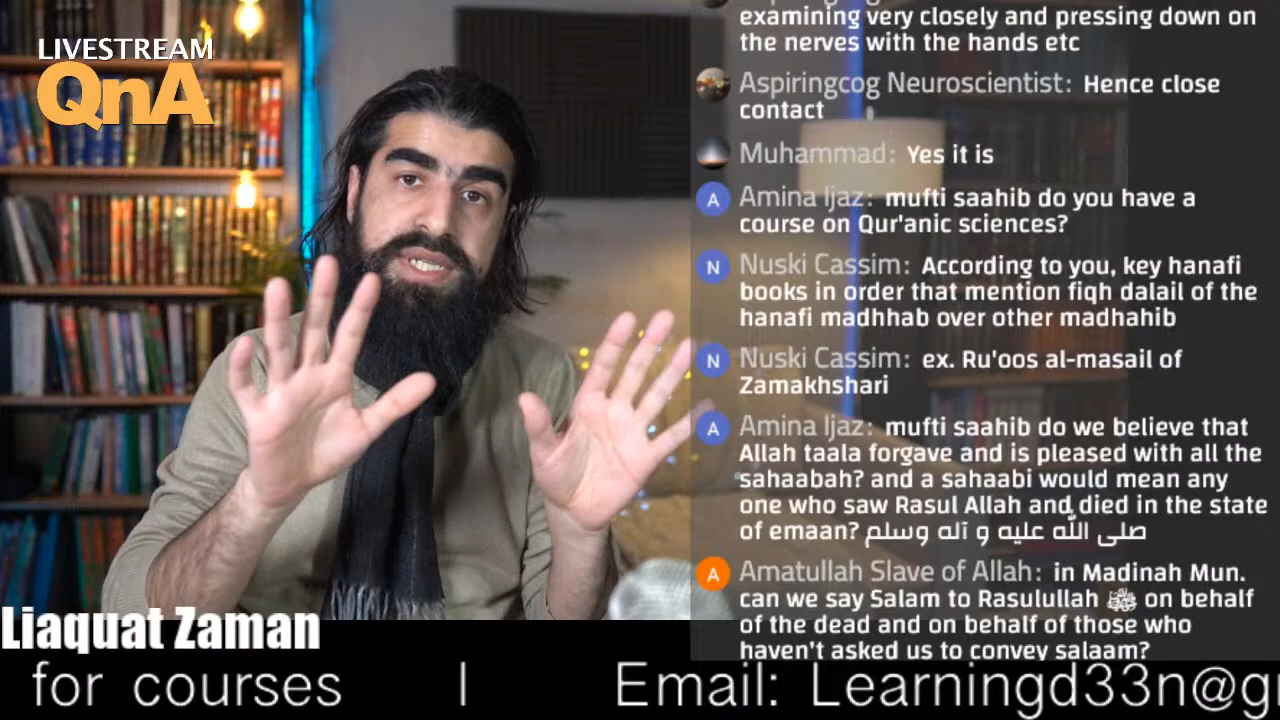 LIVESTREAM
QnA
examining very closely and pressing down on
the nerves with the hands etc
Aspiringcog Neuroscientist: Hence close
contact
Muhammad: Yes it is
A Amina Ijaz: mufti saahib do you have a
course on Qur'anic sciences?
N Nuski Cassim: According to you, key hanafi
books in order that mention fiqh dalail of the
hanafi madhhab over other madhahib
N Nuski Cassim: ex. Ru'oos al-masail of
Zamakhshari
A Amina Ijaz: mufti saahib do we believe that
Allah taala forgave and is pleased with all the
sahaabah? and a sahaabi would mean any
one who saw Rasul Allah and died in the state
of emaan? صلى الله عليه و آله وسلم
A Amatullah Slave of Allah: in Madinah Mun.
can we say Salam to Rasulullah ﷺ on behalf
of the dead and on behalf of those who
haven't asked us to convey salaam?
Liaquat Zaman
for courses | Email: Learningd33n@g